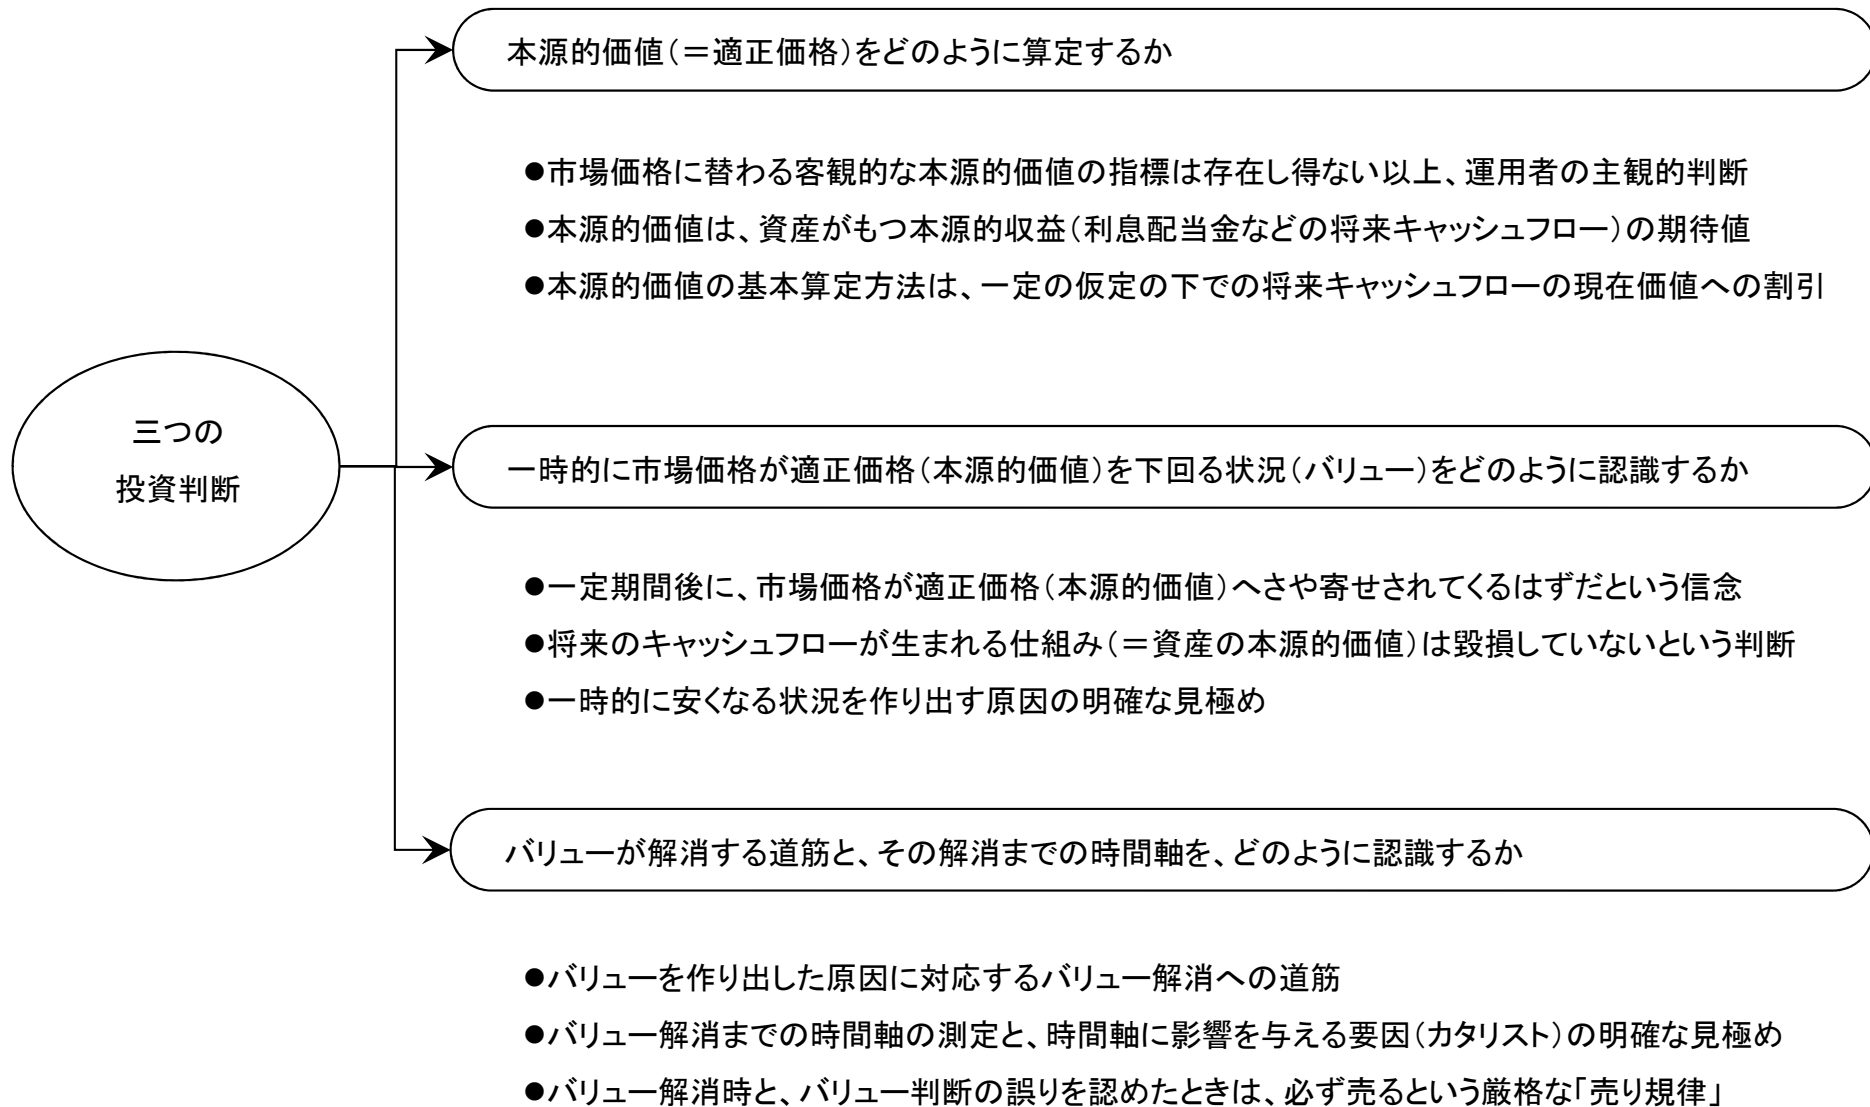 本源的価値(＝適正価格)をどのように算定するか
●市場価格に替わる客観的な本源的価値の指標は存在し得ない以上、運用者の主観的判断
●本源的価値は、資産がもつ本源的収益(利息配当金などの将来キャッシュフロー)の期待値
●本源的価値の基本算定方法は、一定の仮定の下での将来キャッシュフローの現在価値への割引
三つの
投資判断
一時的に市場価格が適正価格(本源的価値)を下回る状況(バリュー)をどのように認識するか
●一定期間後に、市場価格が適正価格(本源的価値)へさや寄せされてくるはずだという信念
●将来のキャッシュフローが生まれる仕組み(＝資産の本源的価値)は毀損していないという判断
●一時的に安くなる状況を作り出す原因の明確な見極め
バリューが解消する道筋と、その解消までの時間軸を、どのように認識するか
●バリューを作り出した原因に対応するバリュー解消への道筋
●バリュー解消までの時間軸の測定と、時間軸に影響を与える要因(カタリスト)の明確な見極め
●バリュー解消時と、バリュー判断の誤りを認めたときは、必ず売るという厳格な「売り規律」